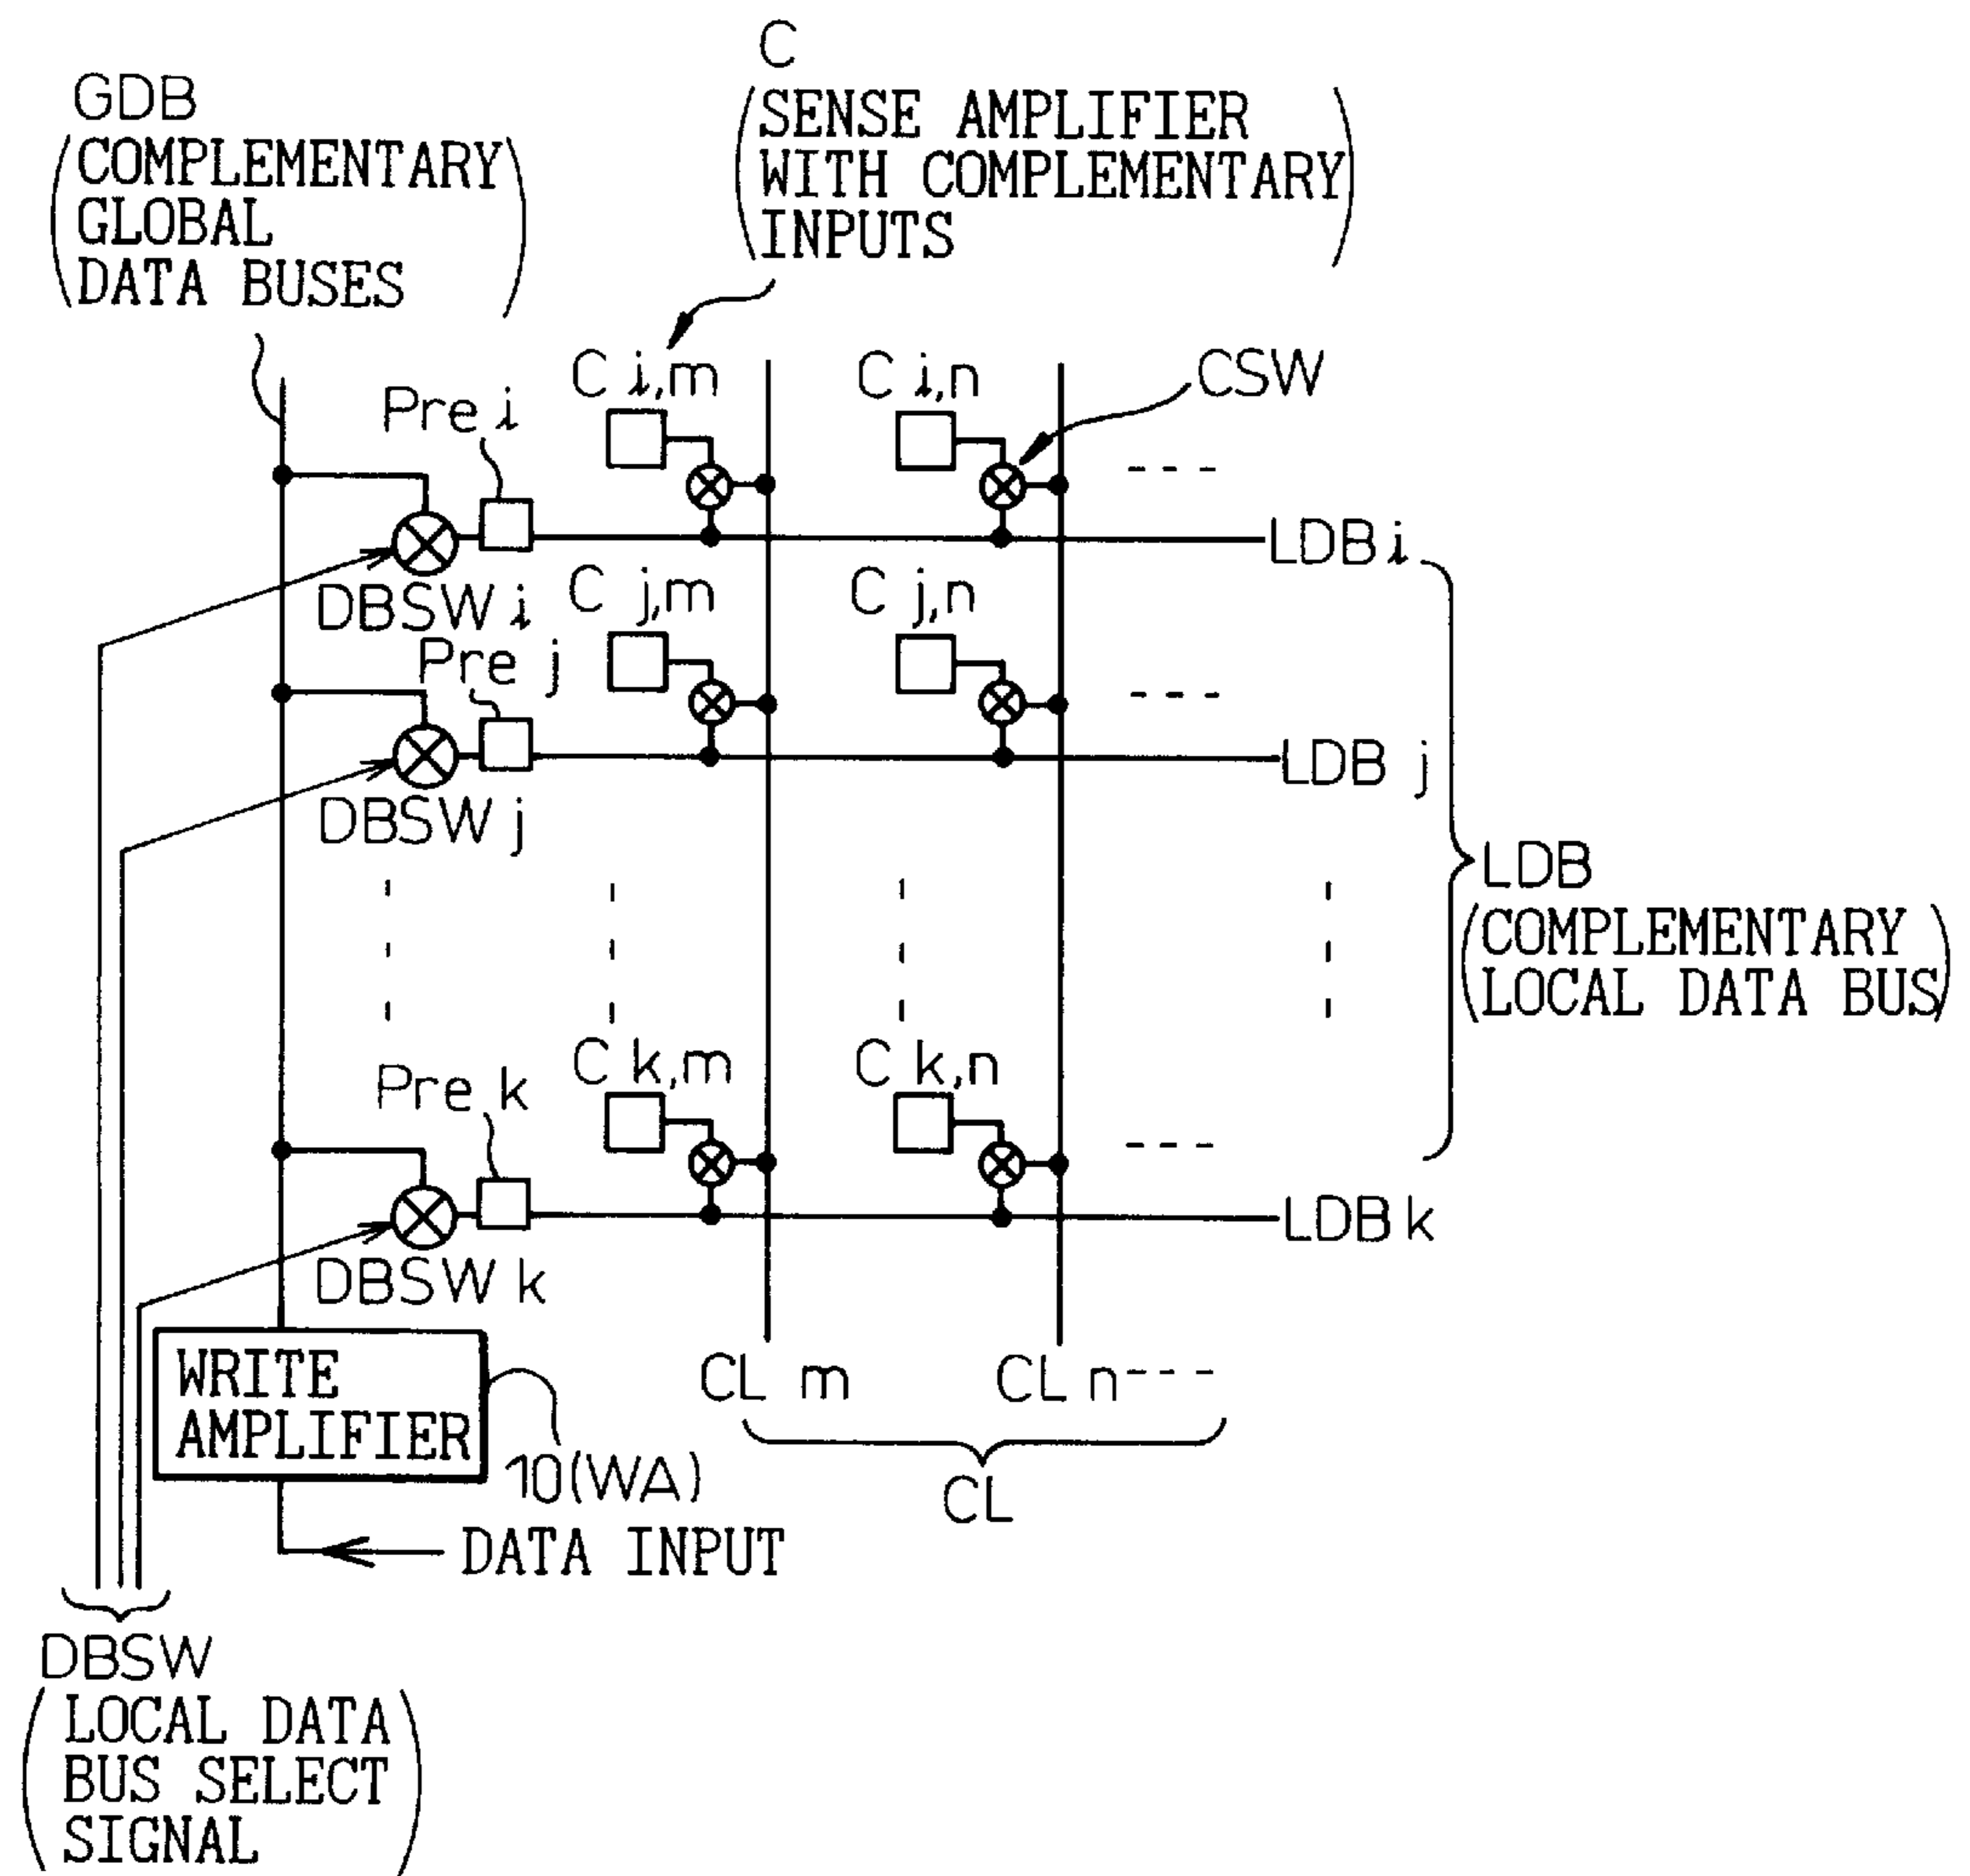 C
SENSE AMPLIFIER
WITH COMPLEMENTARY
INPUTS
GDB
COMPLEMENTARY
GLOBAL
DATA BUSES
C i,m
C i,n
CSW
Pre i
LDB i
DBSW i
C j,m
C j,n
Pre j
LDB j
DBSW j
LDB
COMPLEMENTARY
LOCAL DATA BUS
C k,m
C k,n
Pre k
LDB k
DBSW k
WRITE
AMPLIFIER
CL m
CL n
10(WA)
CL
DATA INPUT
DBSW
LOCAL DATA
BUS SELECT
SIGNAL